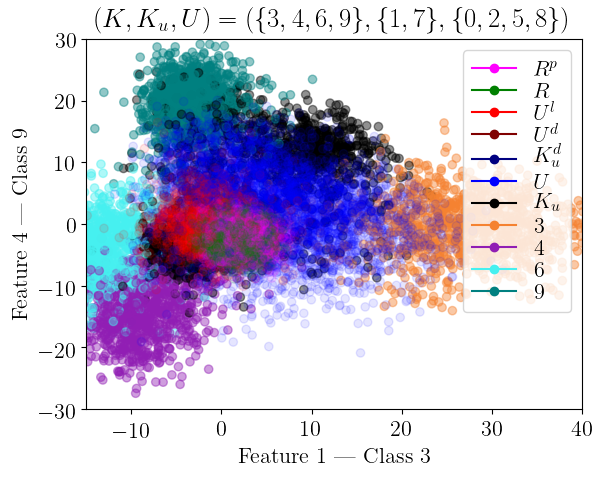 (K, K_u, U) = ({3, 4, 6, 9}, {1, 7}, {0, 2, 5, 8})
30
20
10
0
−10
−20
−30
Feature 4 — Class 9
R^p
R
U^l
U^d
K_u^d
U
K_u
3
4
6
9
−10
0
10
20
30
40
Feature 1 — Class 3